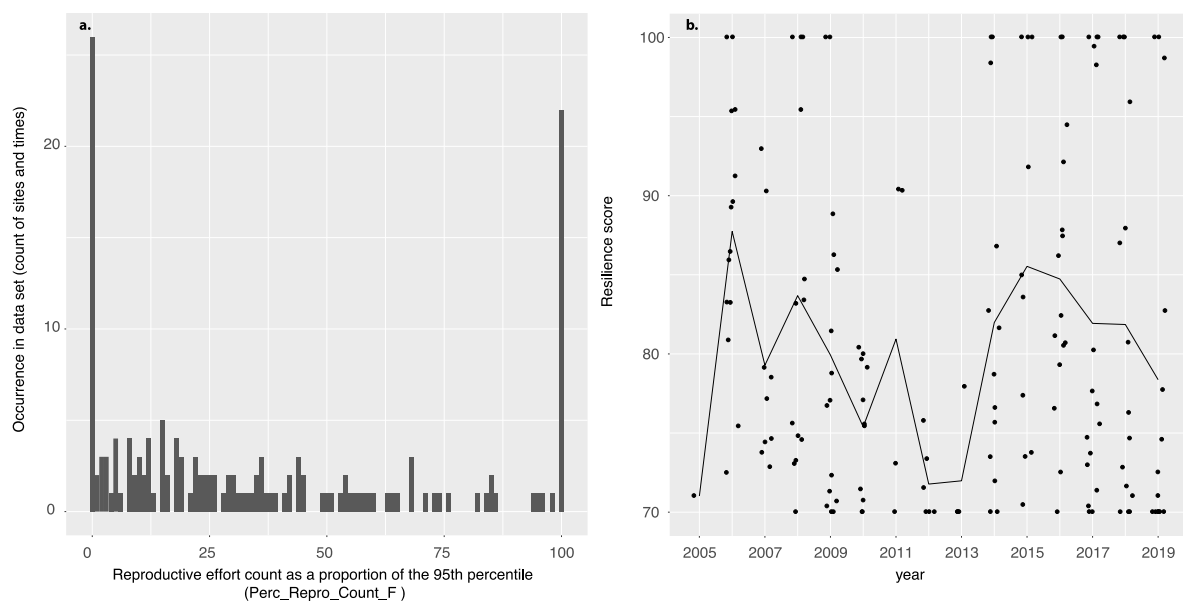 a.
Occurrence in data set (count of sites and times)
20
10
0
0 25 50 75 100
Reproductive effort count as a proportion of the 95th percentile
(Perc_Repro_Count_F )
b.
Resilience score
100
90
80
70
2005 2007 2009 2011 2013 2015 2017 2019
year